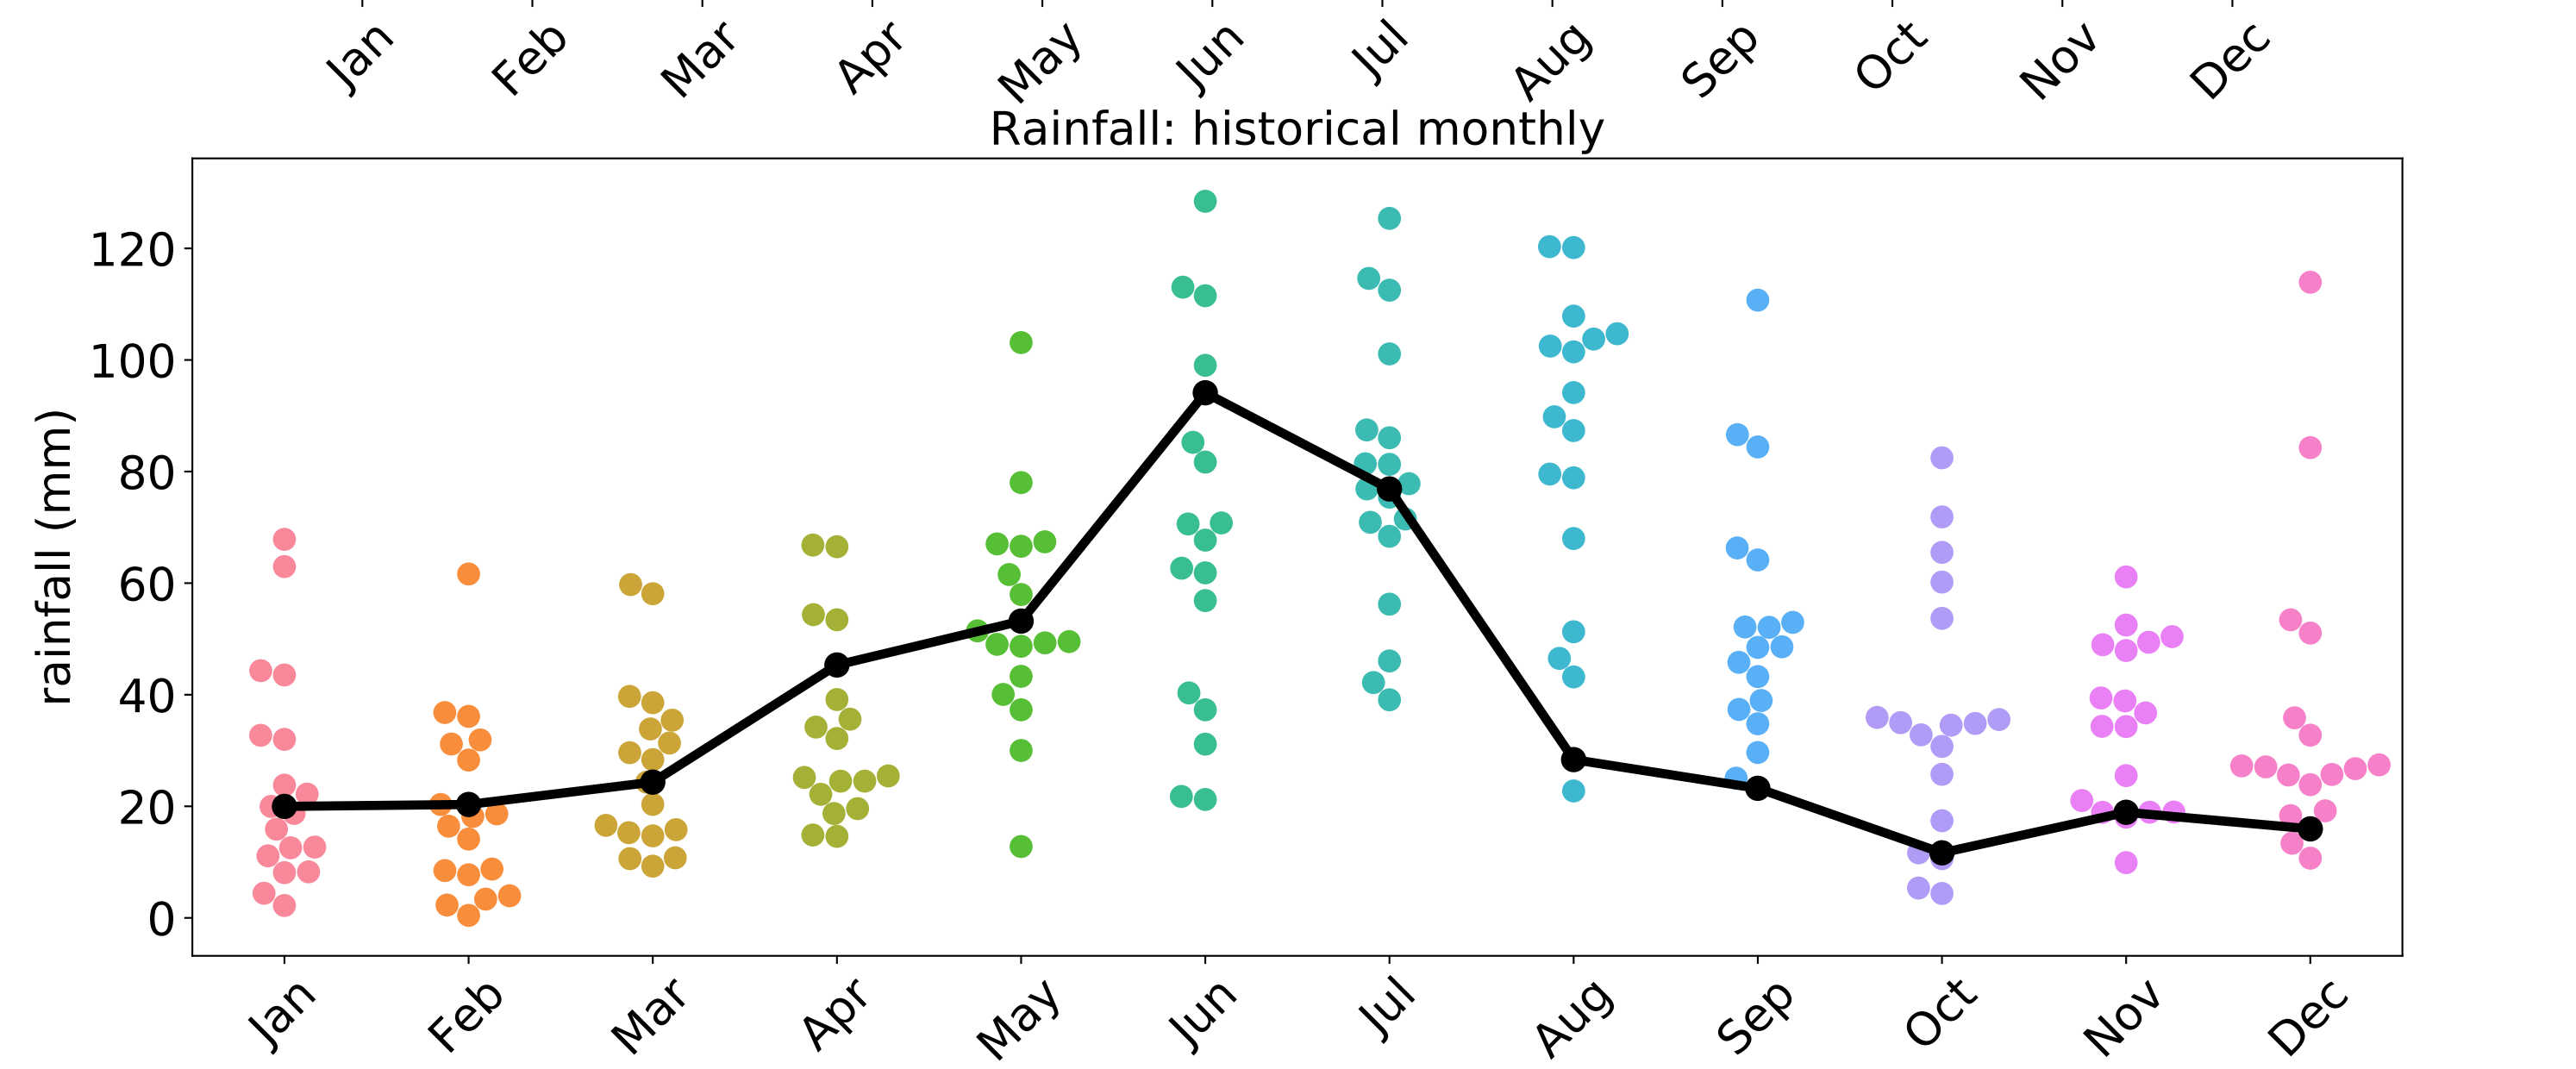 Jan Feb Mar Apr May Jun Jul Aug Sep Oct Nov Dec
Rainfall: historical monthly
rainfall (mm)
120
100
80
60
40
20
0
Jan Feb Mar Apr May Jun Jul Aug Sep Oct Nov Dec